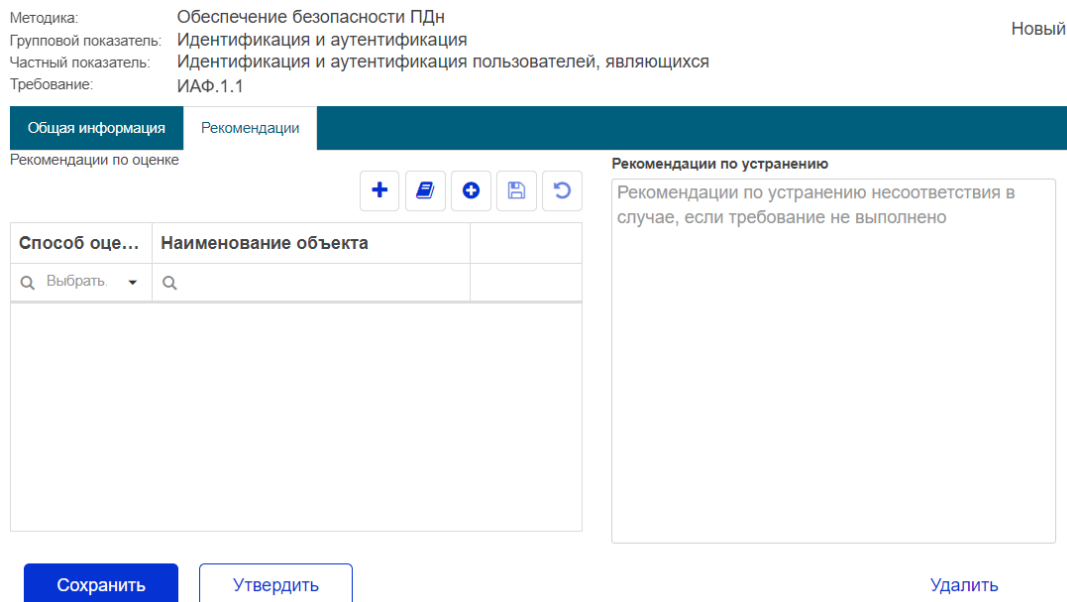 Методика: Обеспечение безопасности ПДн
Новый
Групповой показатель: Идентификация и аутентификация
Частный показатель: Идентификация и аутентификация пользователей, являющихся
Требование: ИАФ.1.1
Общая информация Рекомендации
Рекомендации по оценке
Способ оце... Наименование объекта
Выбрать.
Рекомендации по устранению
Рекомендации по устранению несоответствия в
случае, если требование не выполнено
Сохранить Утвердить Удалить